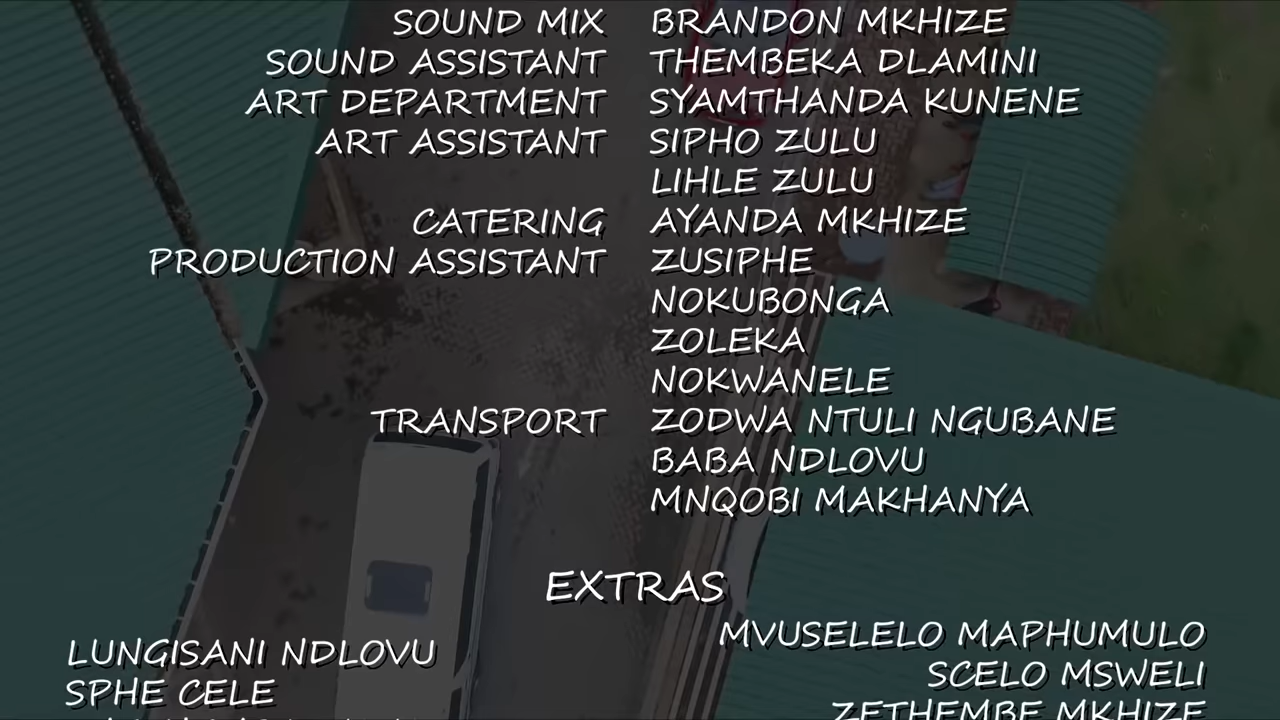 SOUND MIX BRANDON MKHIZE
SOUND ASSISTANT THEMBEKA DLAMINI
ART DEPARTMENT SYAMTHANDA KUNENE
ART ASSISTANT SIPHO ZULU
LIHLE ZULU
CATERING AYANDA MKHIZE
PRODUCTION ASSISTANT ZUSIPHE
NOKUBONGA
ZOLEKA
NOKWANELE
TRANSPORT ZODWA NTULI NGUBANE
BABA NDLOVU
MNQOBI MAKHANYA
EXTRAS
MVUSELELO MAPHUMULO
LUNGISANI NDLOVU
SCELO MSWELI
SPHE CELE
ZETHEMBE MKHIZE